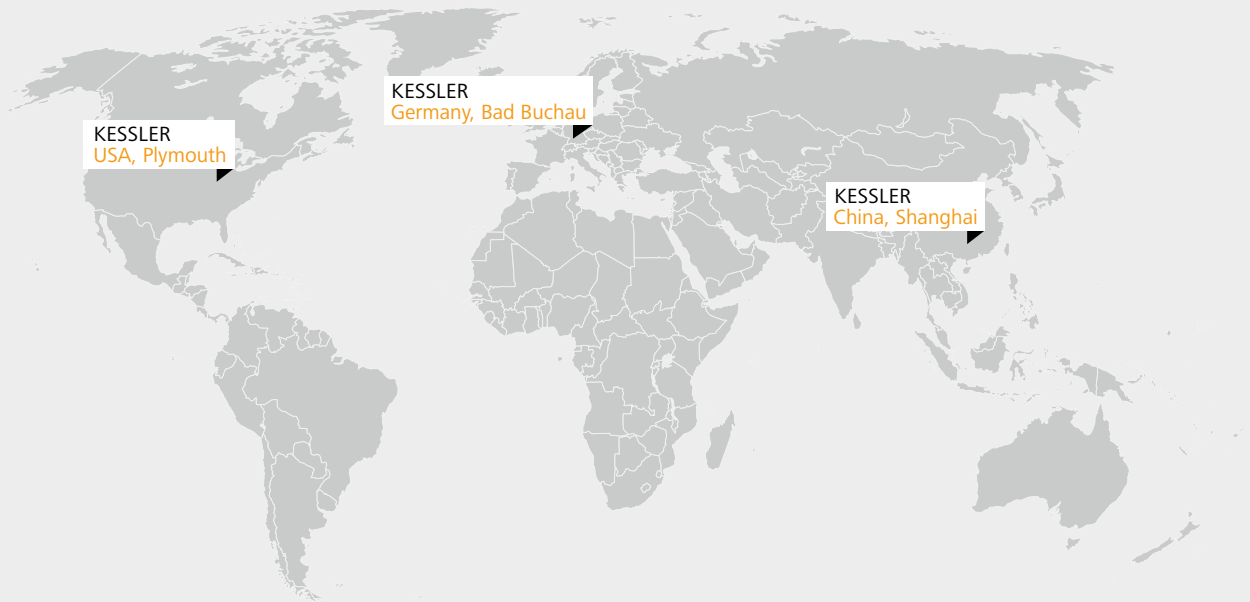 KESSLER
Germany, Bad Buchau
KESSLER
USA, Plymouth
KESSLER
China, Shanghai